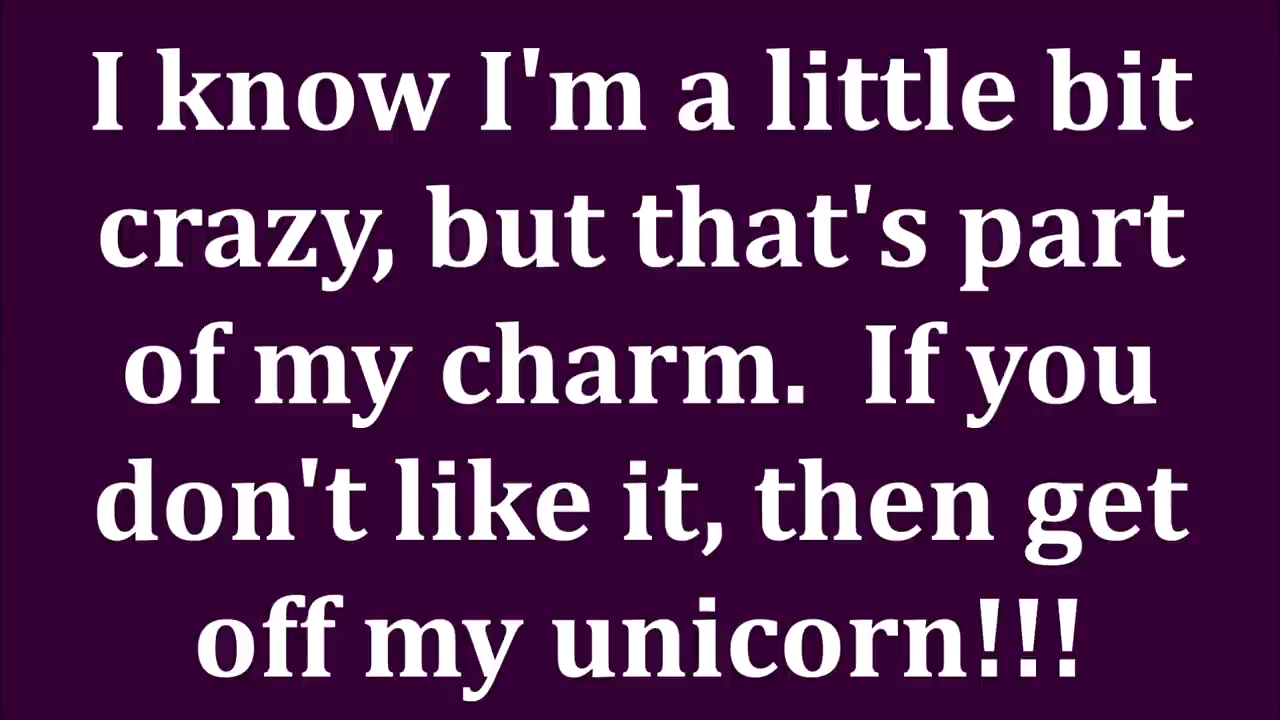 I know I'm a little bit
crazy, but that's part
of my charm.  If you
don't like it, then get
off my unicorn!!!